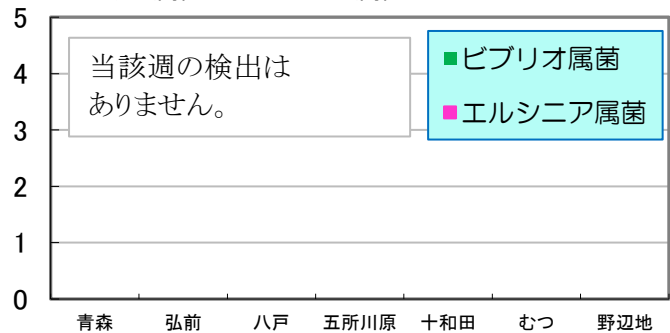 5
4
3
2
1
0
当該週の検出は
ありません。
■ビブリオ属菌
■エルシニア属菌
青森 弘前 八戸 五所川原 十和田 むつ 野辺地